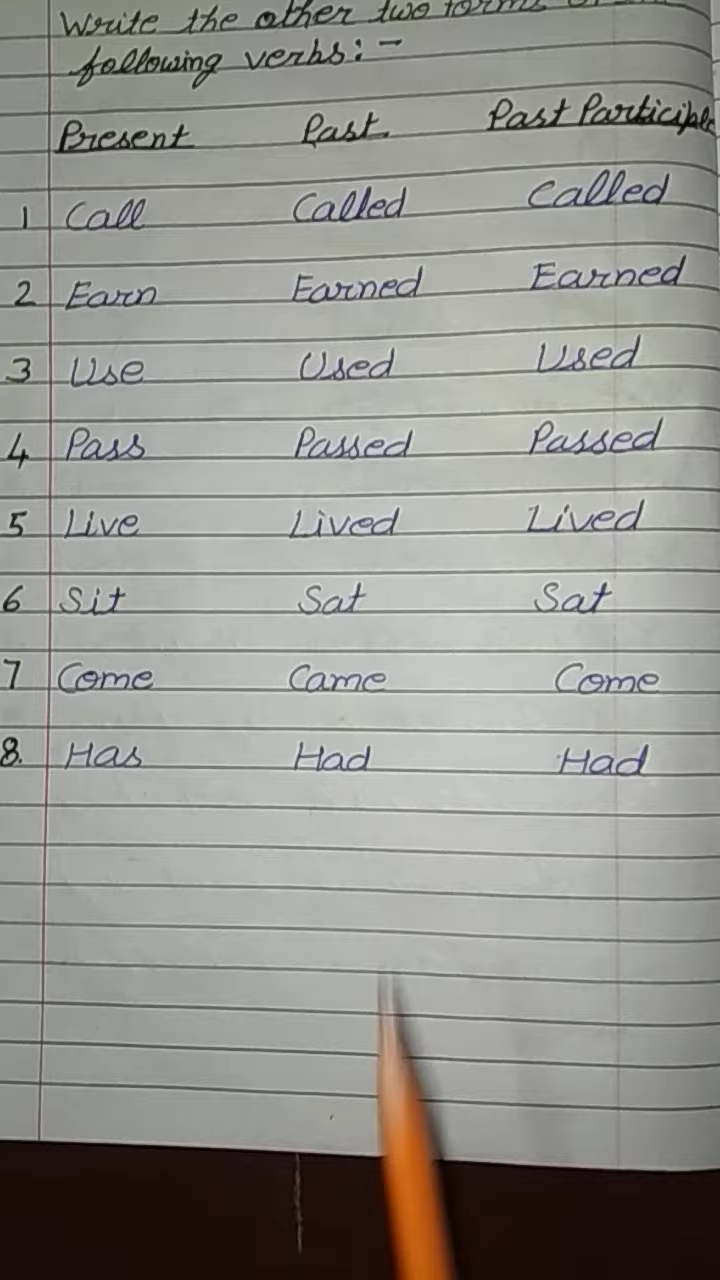 Write the other two forms
following verbs:-
Present Past. Past Participle
1 Call Called Called
2 Earn Earned Earned
3 Use Used Used
4 Pass Passed Passed
5 Live Lived Lived
6 Sit Sat Sat
7 Come Came Come
8. Has Had Had